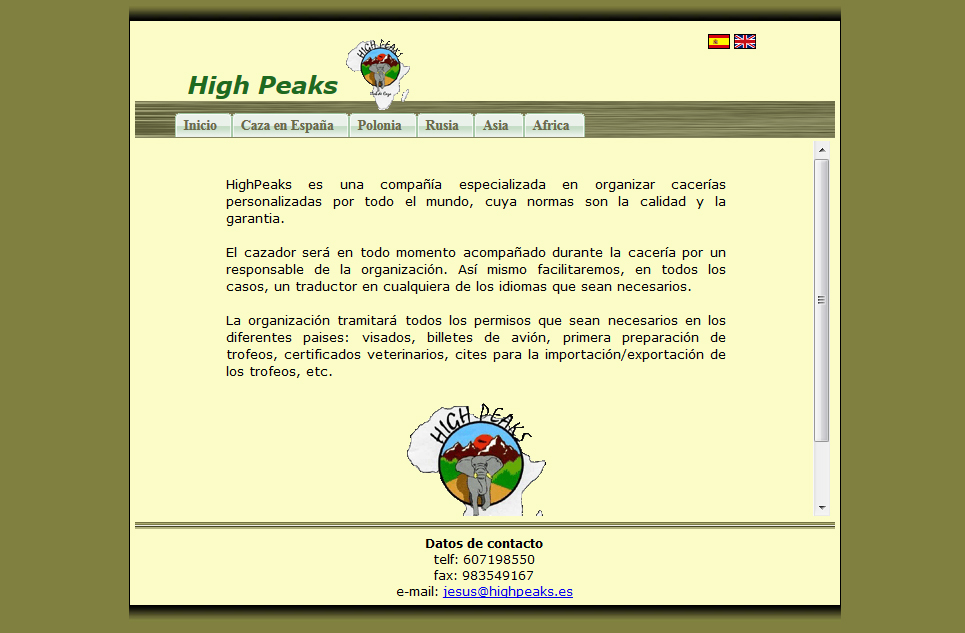 HIGH PEAKS
High Peaks
Inicio
Caza en España
Polonia
Rusia
Asia
Africa
HighPeaks es una compañía especializada en organizar cacerías
personalizadas por todo el mundo, cuya normas son la calidad y la
garantia.
El cazador será en todo momento acompañado durante la cacería por un
responsable de la organización. Así mismo facilitaremos, en todos los
casos, un traductor en cualquiera de los idiomas que sean necesarios.
La organización tramitará todos los permisos que sean necesarios en los
diferentes paises: visados, billetes de avión, primera preparación de
trofeos, certificados veterinarios, cites para la importación/exportación de
los trofeos, etc.
HIGH PEAKS
Datos de contacto
telf: 607198550
fax: 983549167
e-mail: jesus@highpeaks.es